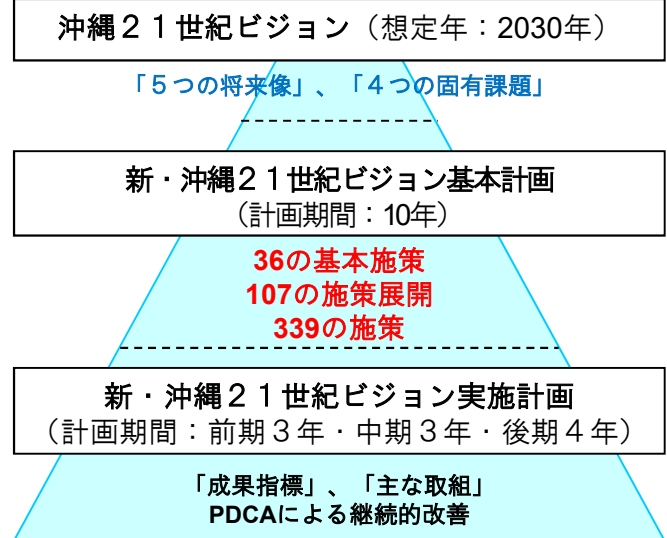 沖縄２１世紀ビジョン（想定年：2030年）
「５つの将来像」、「４つの固有課題」
新・沖縄２１世紀ビジョン基本計画
（計画期間：10年）
36の基本施策
107の施策展開
339の施策
新・沖縄２１世紀ビジョン実施計画
（計画期間：前期３年・中期３年・後期４年）
「成果指標」、「主な取組」
PDCAによる継続的改善